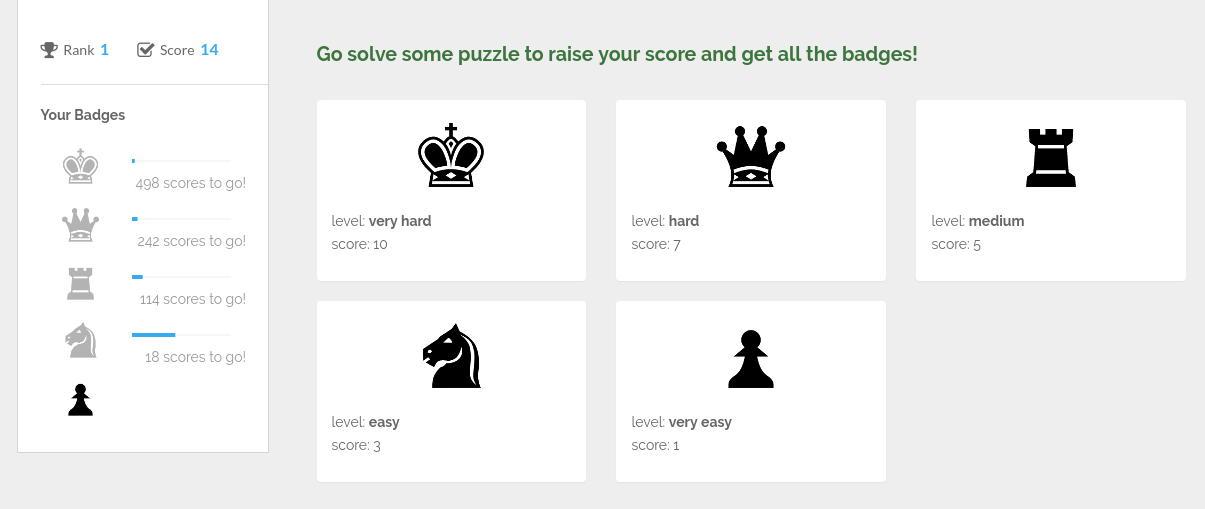 Rank 1
Score 14
Your Badges
498 scores to go!
242 scores to go!
114 scores to go!
18 scores to go!
Go solve some puzzle to raise your score and get all the badges!
level: very hard
score: 10
level: hard
score: 7
level: medium
score: 5
level: easy
score: 3
level: very easy
score: 1